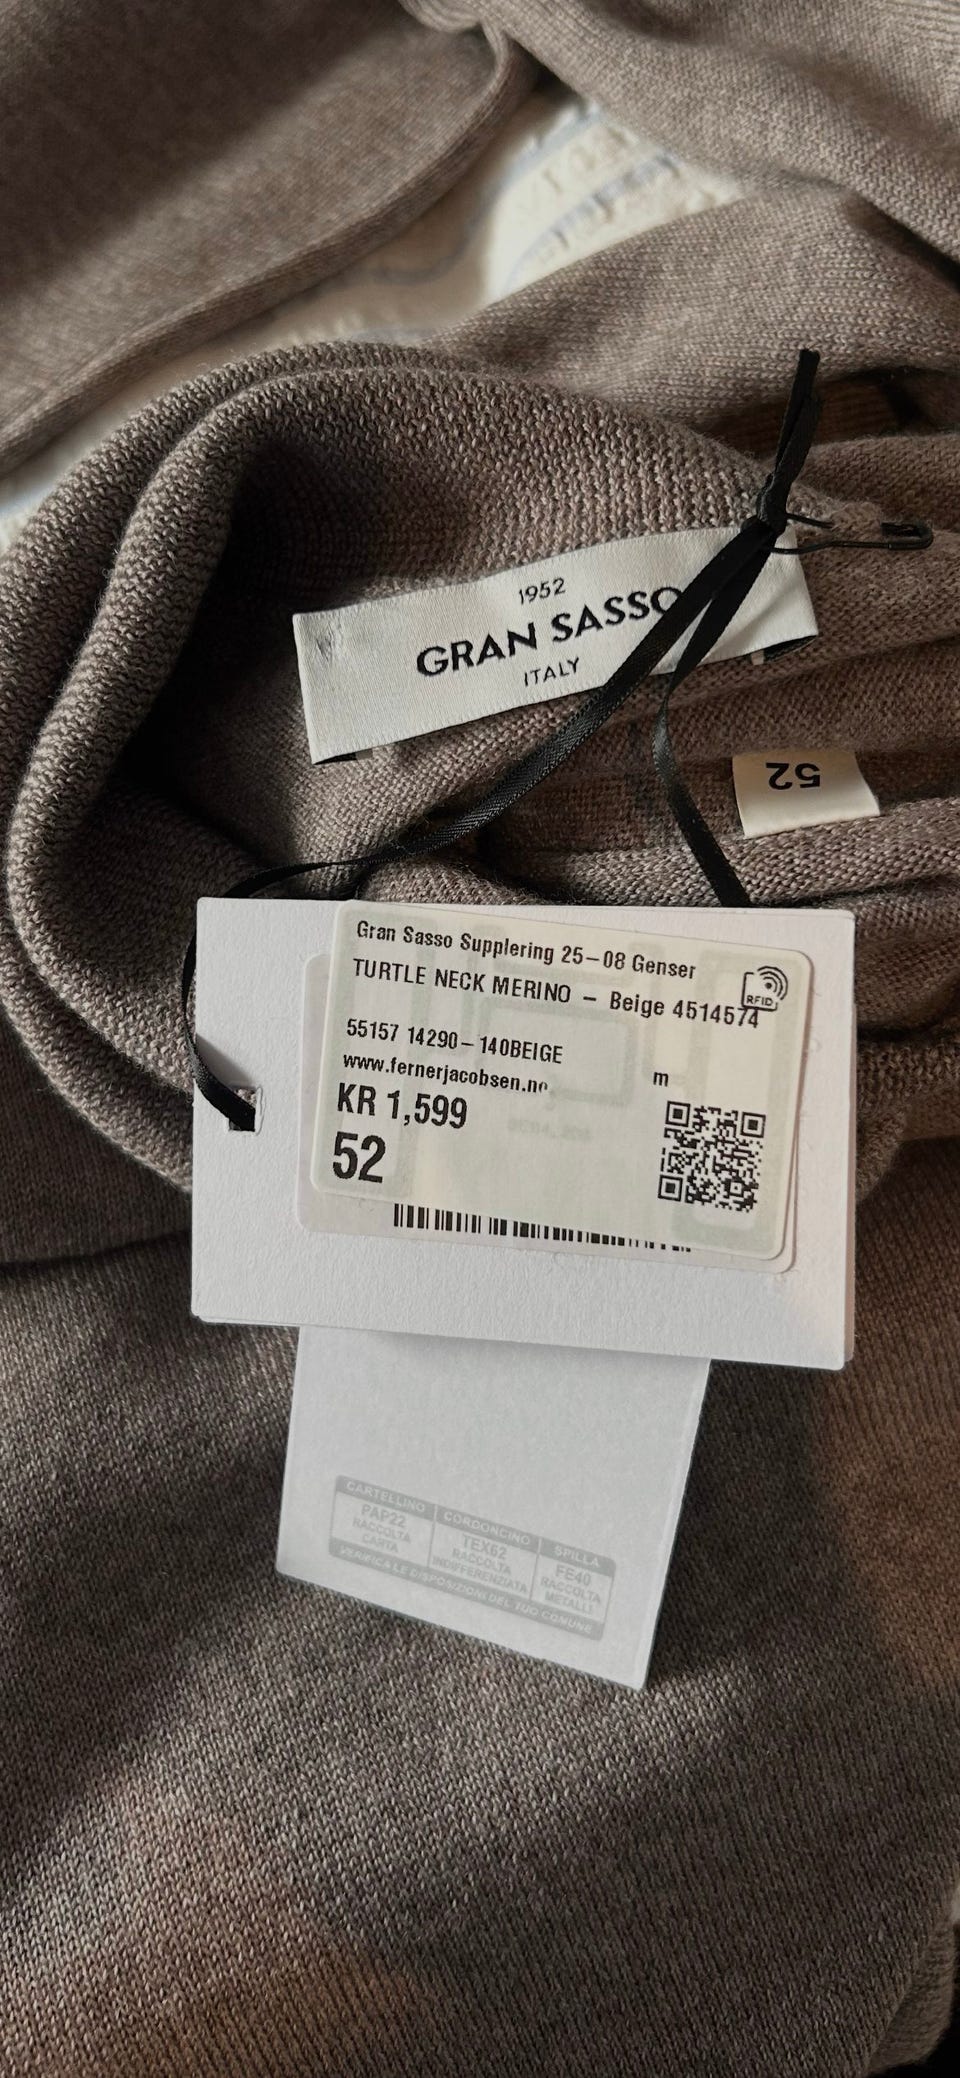 1952
GRAN SASSO
ITALY
52
Gran Sasso Supplering 25-08 Genser
TURTLE NECK MERINO - Beige 4514574
RFID
55157 14290-140BEIGE
www.fernerjacobsen.no
m
KR 1,599
52
CARTELLINO CORDONCINO SPILLA
PAP22 TEX62 FE40
RACCOLTA RACCOLTA RACCOLTA
CARTA INDIFFERENZIATA METALLI
VERIFICA LE DISPOSIZIONI DEL TUO COMUNE